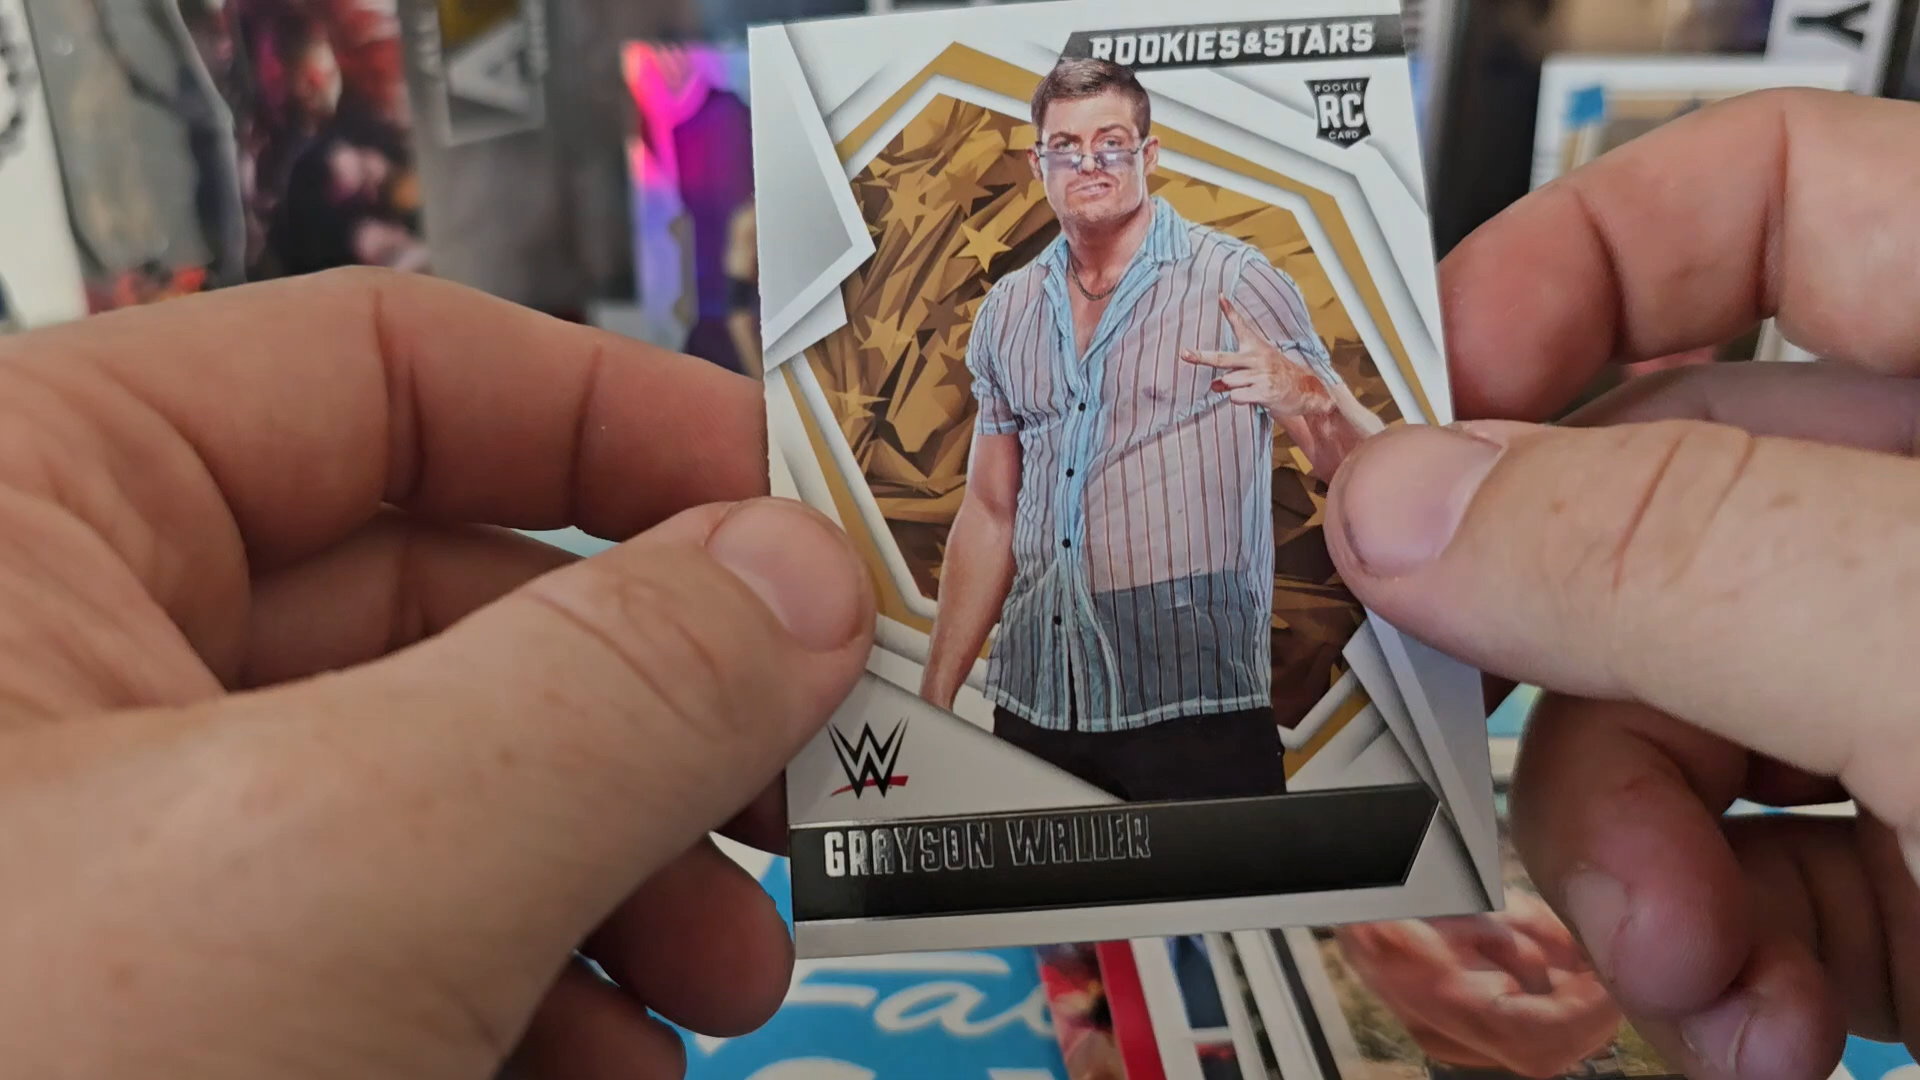 ROOKIES&STARS
ROOKIE
RC
CARD
W
GRAYSON WALLER
Y